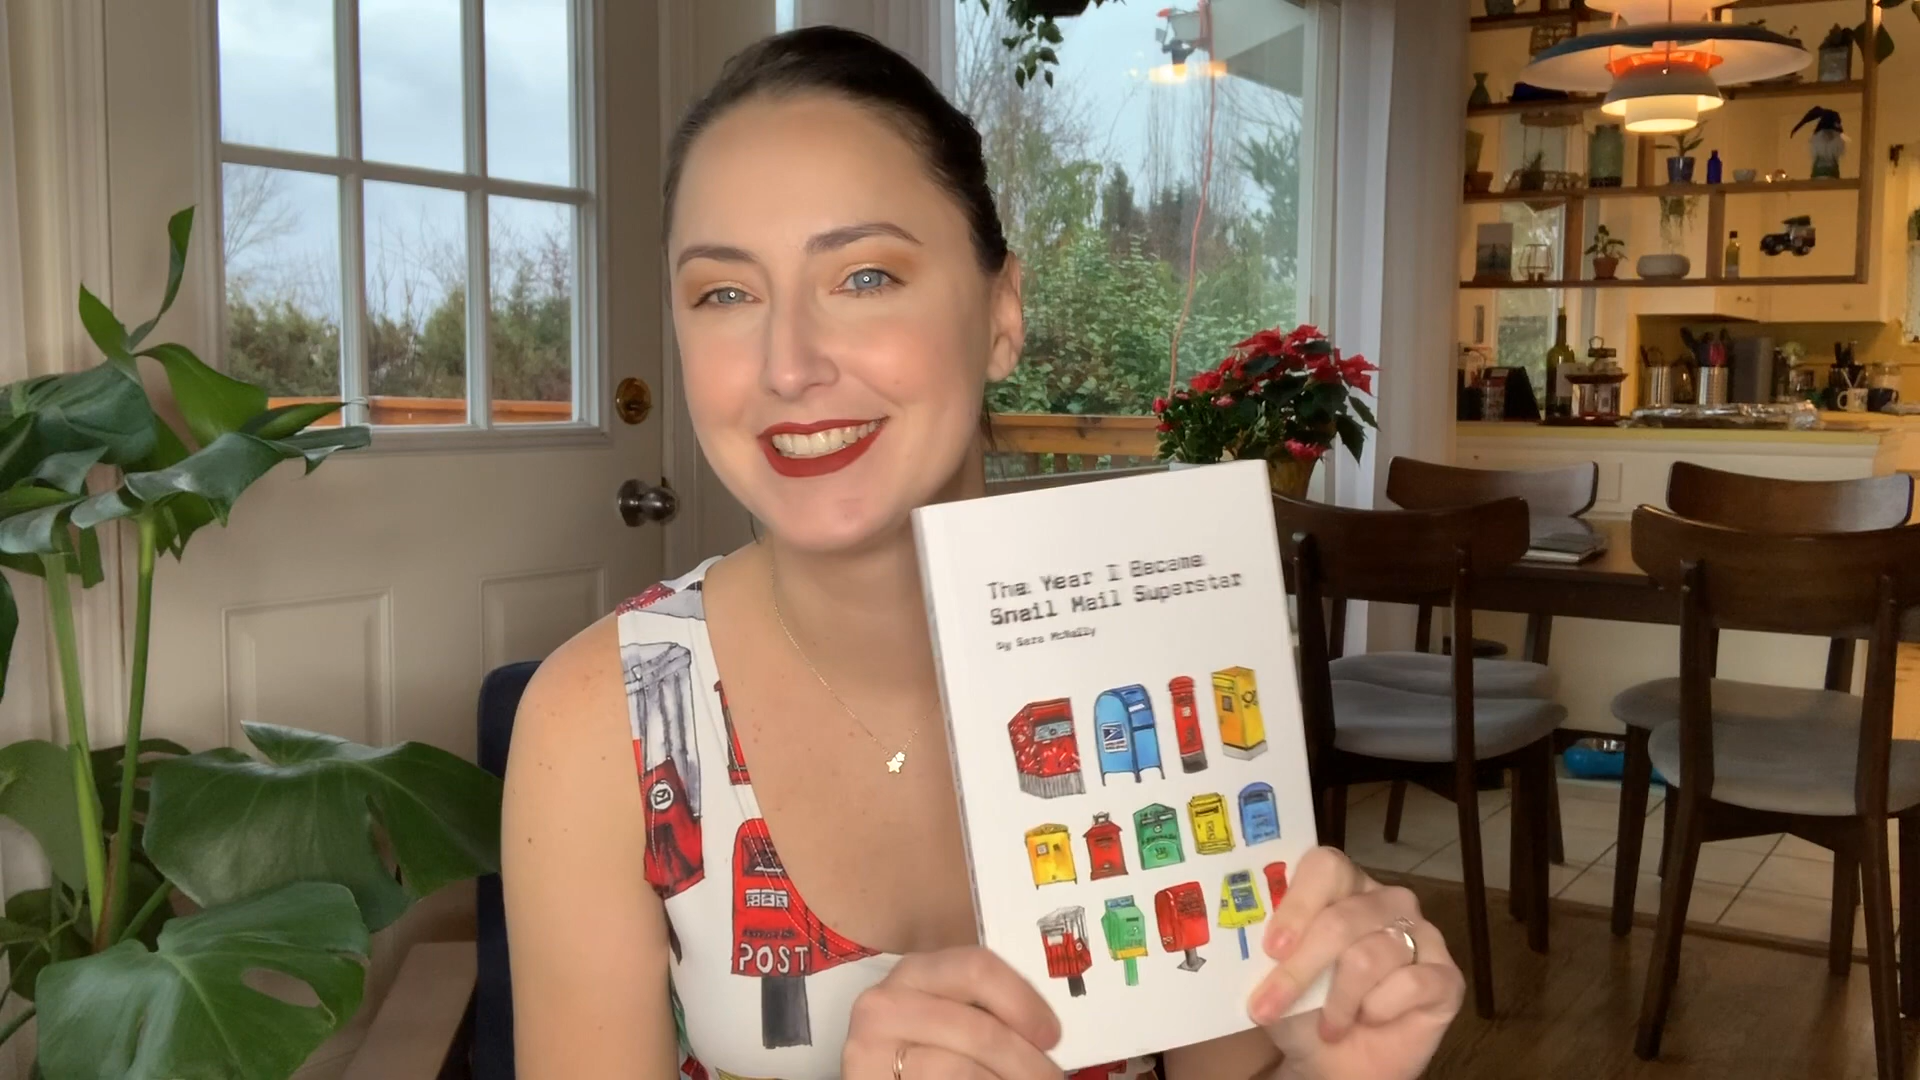 The Year I Became
Snail Mail Superstar
by Sara McNally
POST